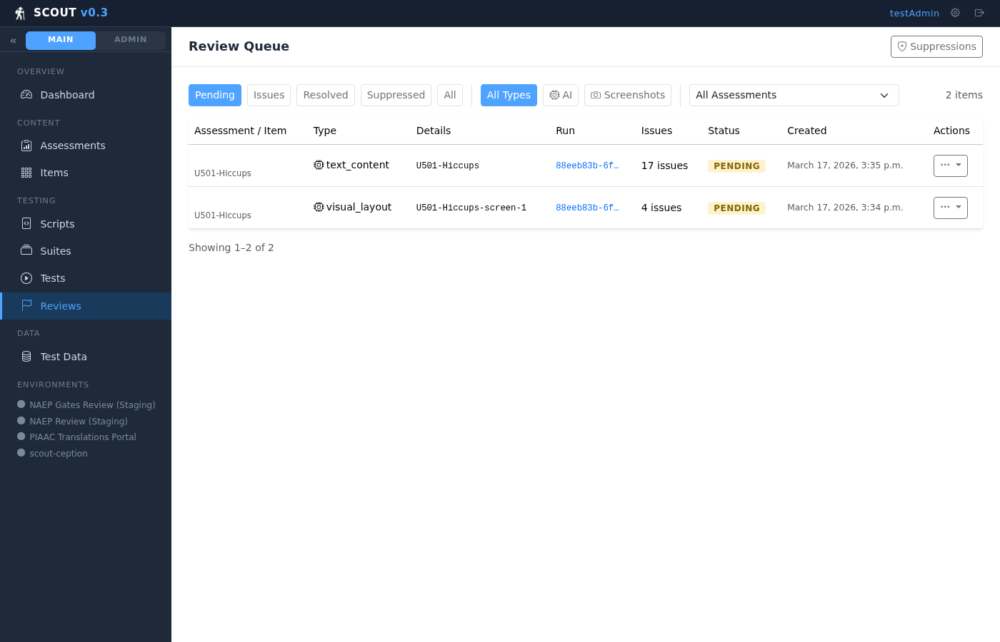 SCOUT v0.3
testAdmin
« MAIN ADMIN
OVERVIEW
Dashboard
CONTENT
Assessments
Items
TESTING
Scripts
Suites
Tests
Reviews
DATA
Test Data
ENVIRONMENTS
NAEP Gates Review (Staging)
NAEP Review (Staging)
PIAAC Translations Portal
scout-ception
Review Queue
Suppressions
Pending Issues Resolved Suppressed All All Types AI Screenshots All Assessments 2 items
Assessment / Item Type Details Run Issues Status Created Actions
U501-Hiccups text_content U501-Hiccups 88eeb83b-6f… 17 issues PENDING March 17, 2026, 3:35 p.m. ···
U501-Hiccups visual_layout U501-Hiccups-screen-1 88eeb83b-6f… 4 issues PENDING March 17, 2026, 3:34 p.m. ···
Showing 1–2 of 2